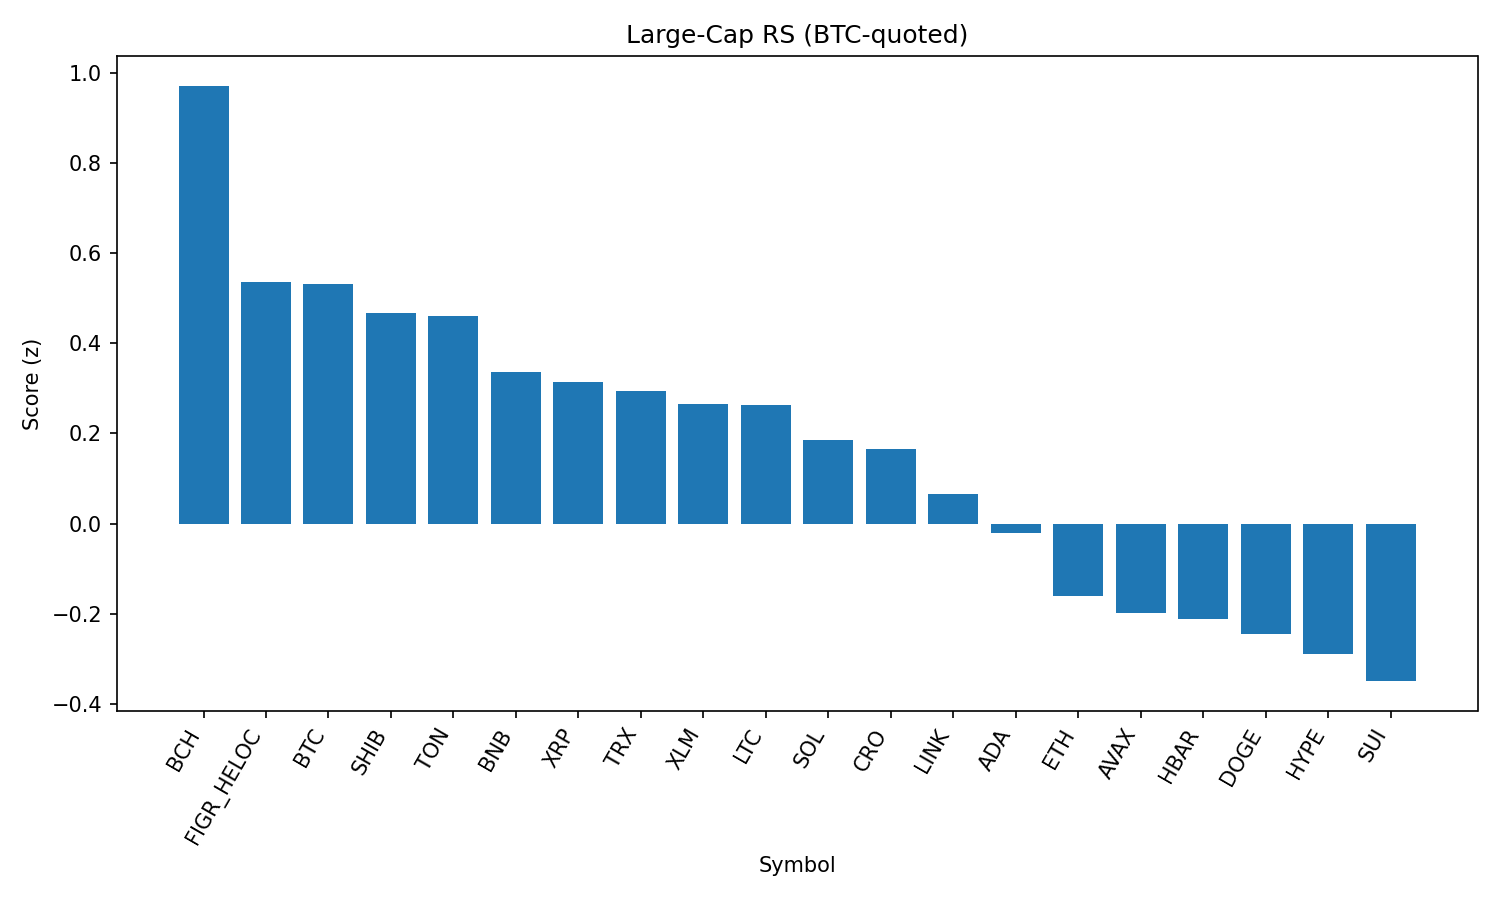 Large-Cap RS (BTC-quoted)
Score (z)
1.0
0.8
0.6
0.4
0.2
0.0
−0.2
−0.4
BCH
FIGR_HELOC
BTC
SHIB
TON
BNB
XRP
TRX
XLM
LTC
SOL
CRO
LINK
ADA
ETH
AVAX
HBAR
DOGE
HYPE
SUI
Symbol